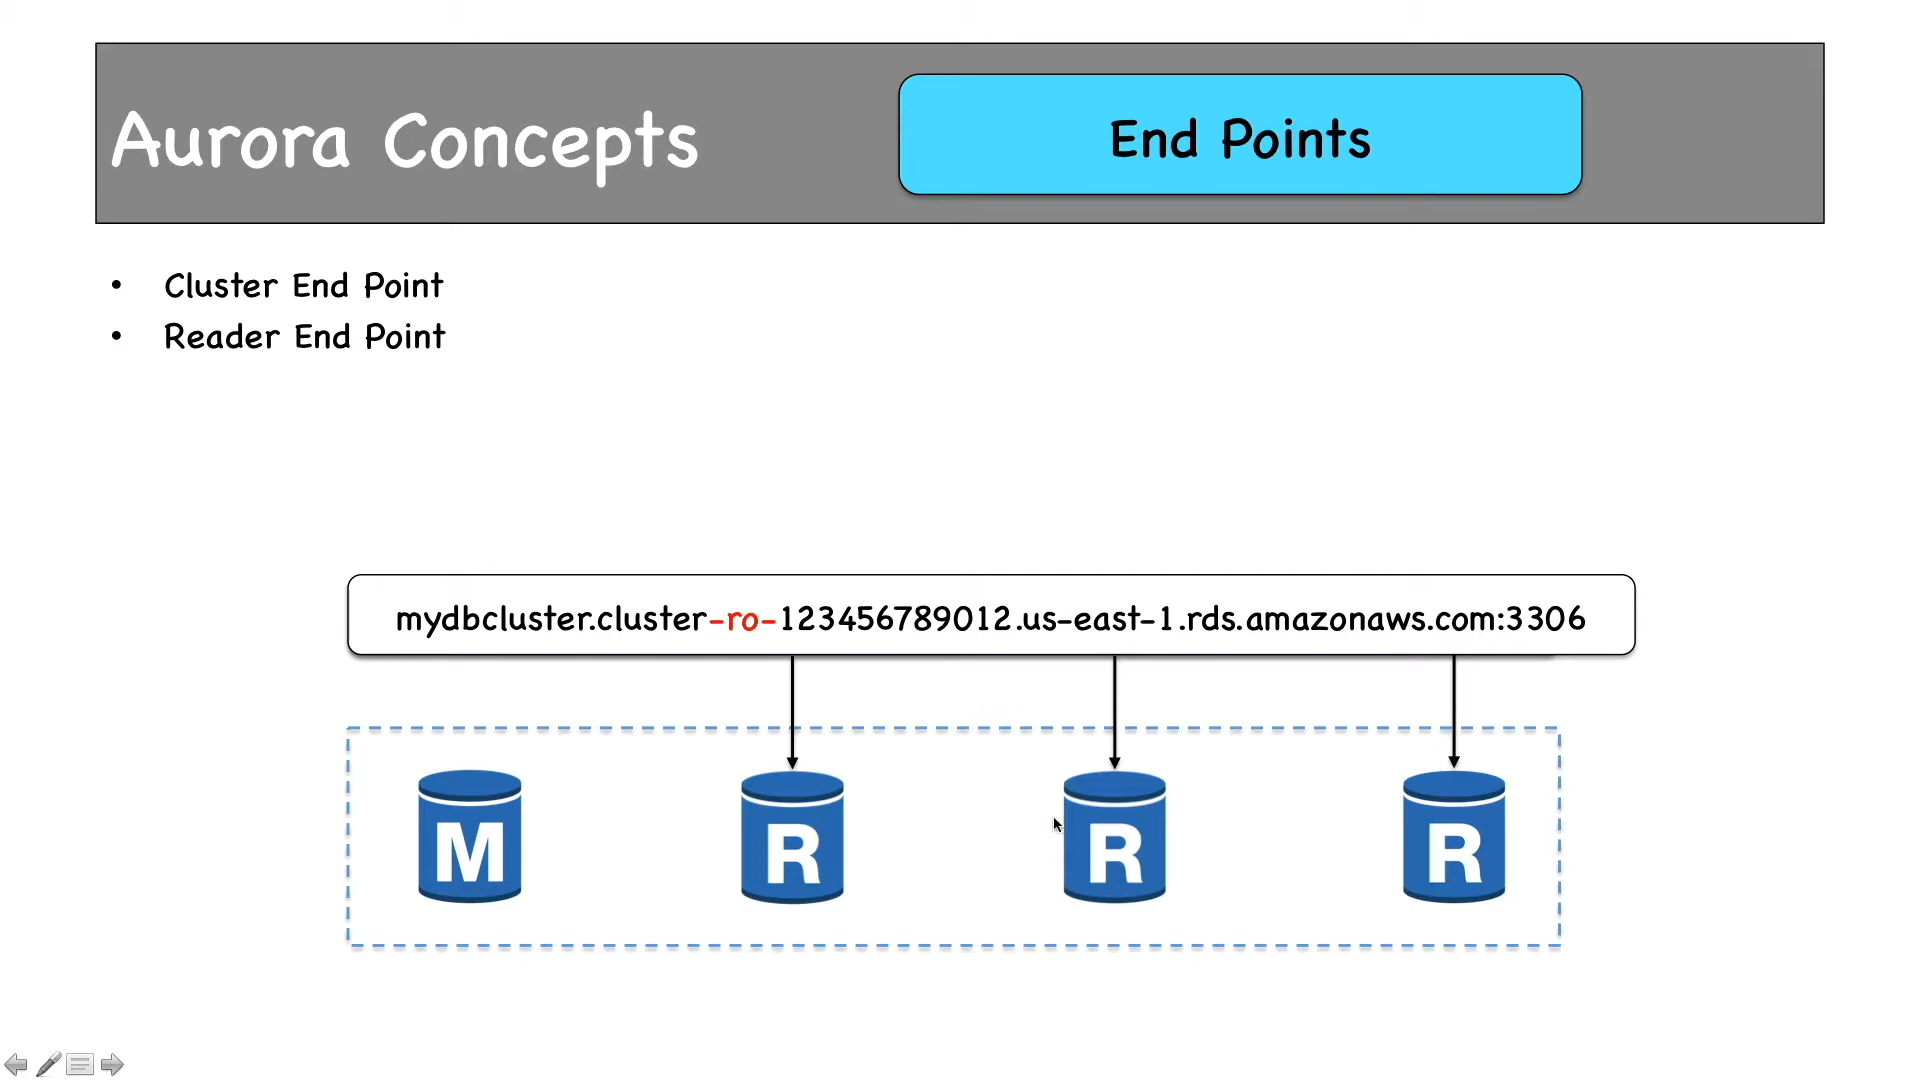 Aurora Concepts
End Points
• Cluster End Point
• Reader End Point
mydbcluster.cluster-ro-123456789012.us-east-1.rds.amazonaws.com:3306
M R R R